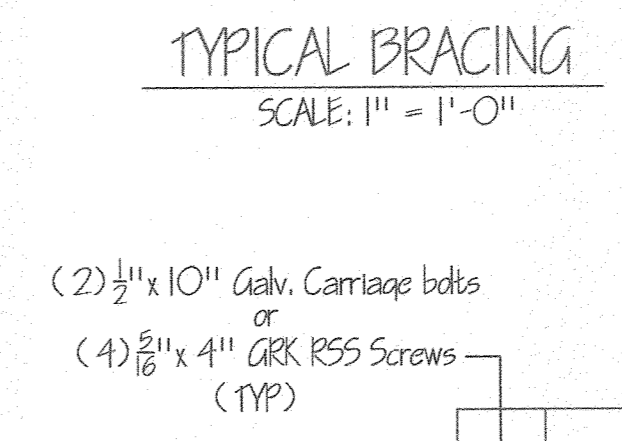 TYPICAL BRACING
SCALE: 1" = 1'-0"
(2) 1/2" x 10" Galv. Carriage bolts
or
(4) 5/16" x 4" GRK RSS Screws
(TYP)